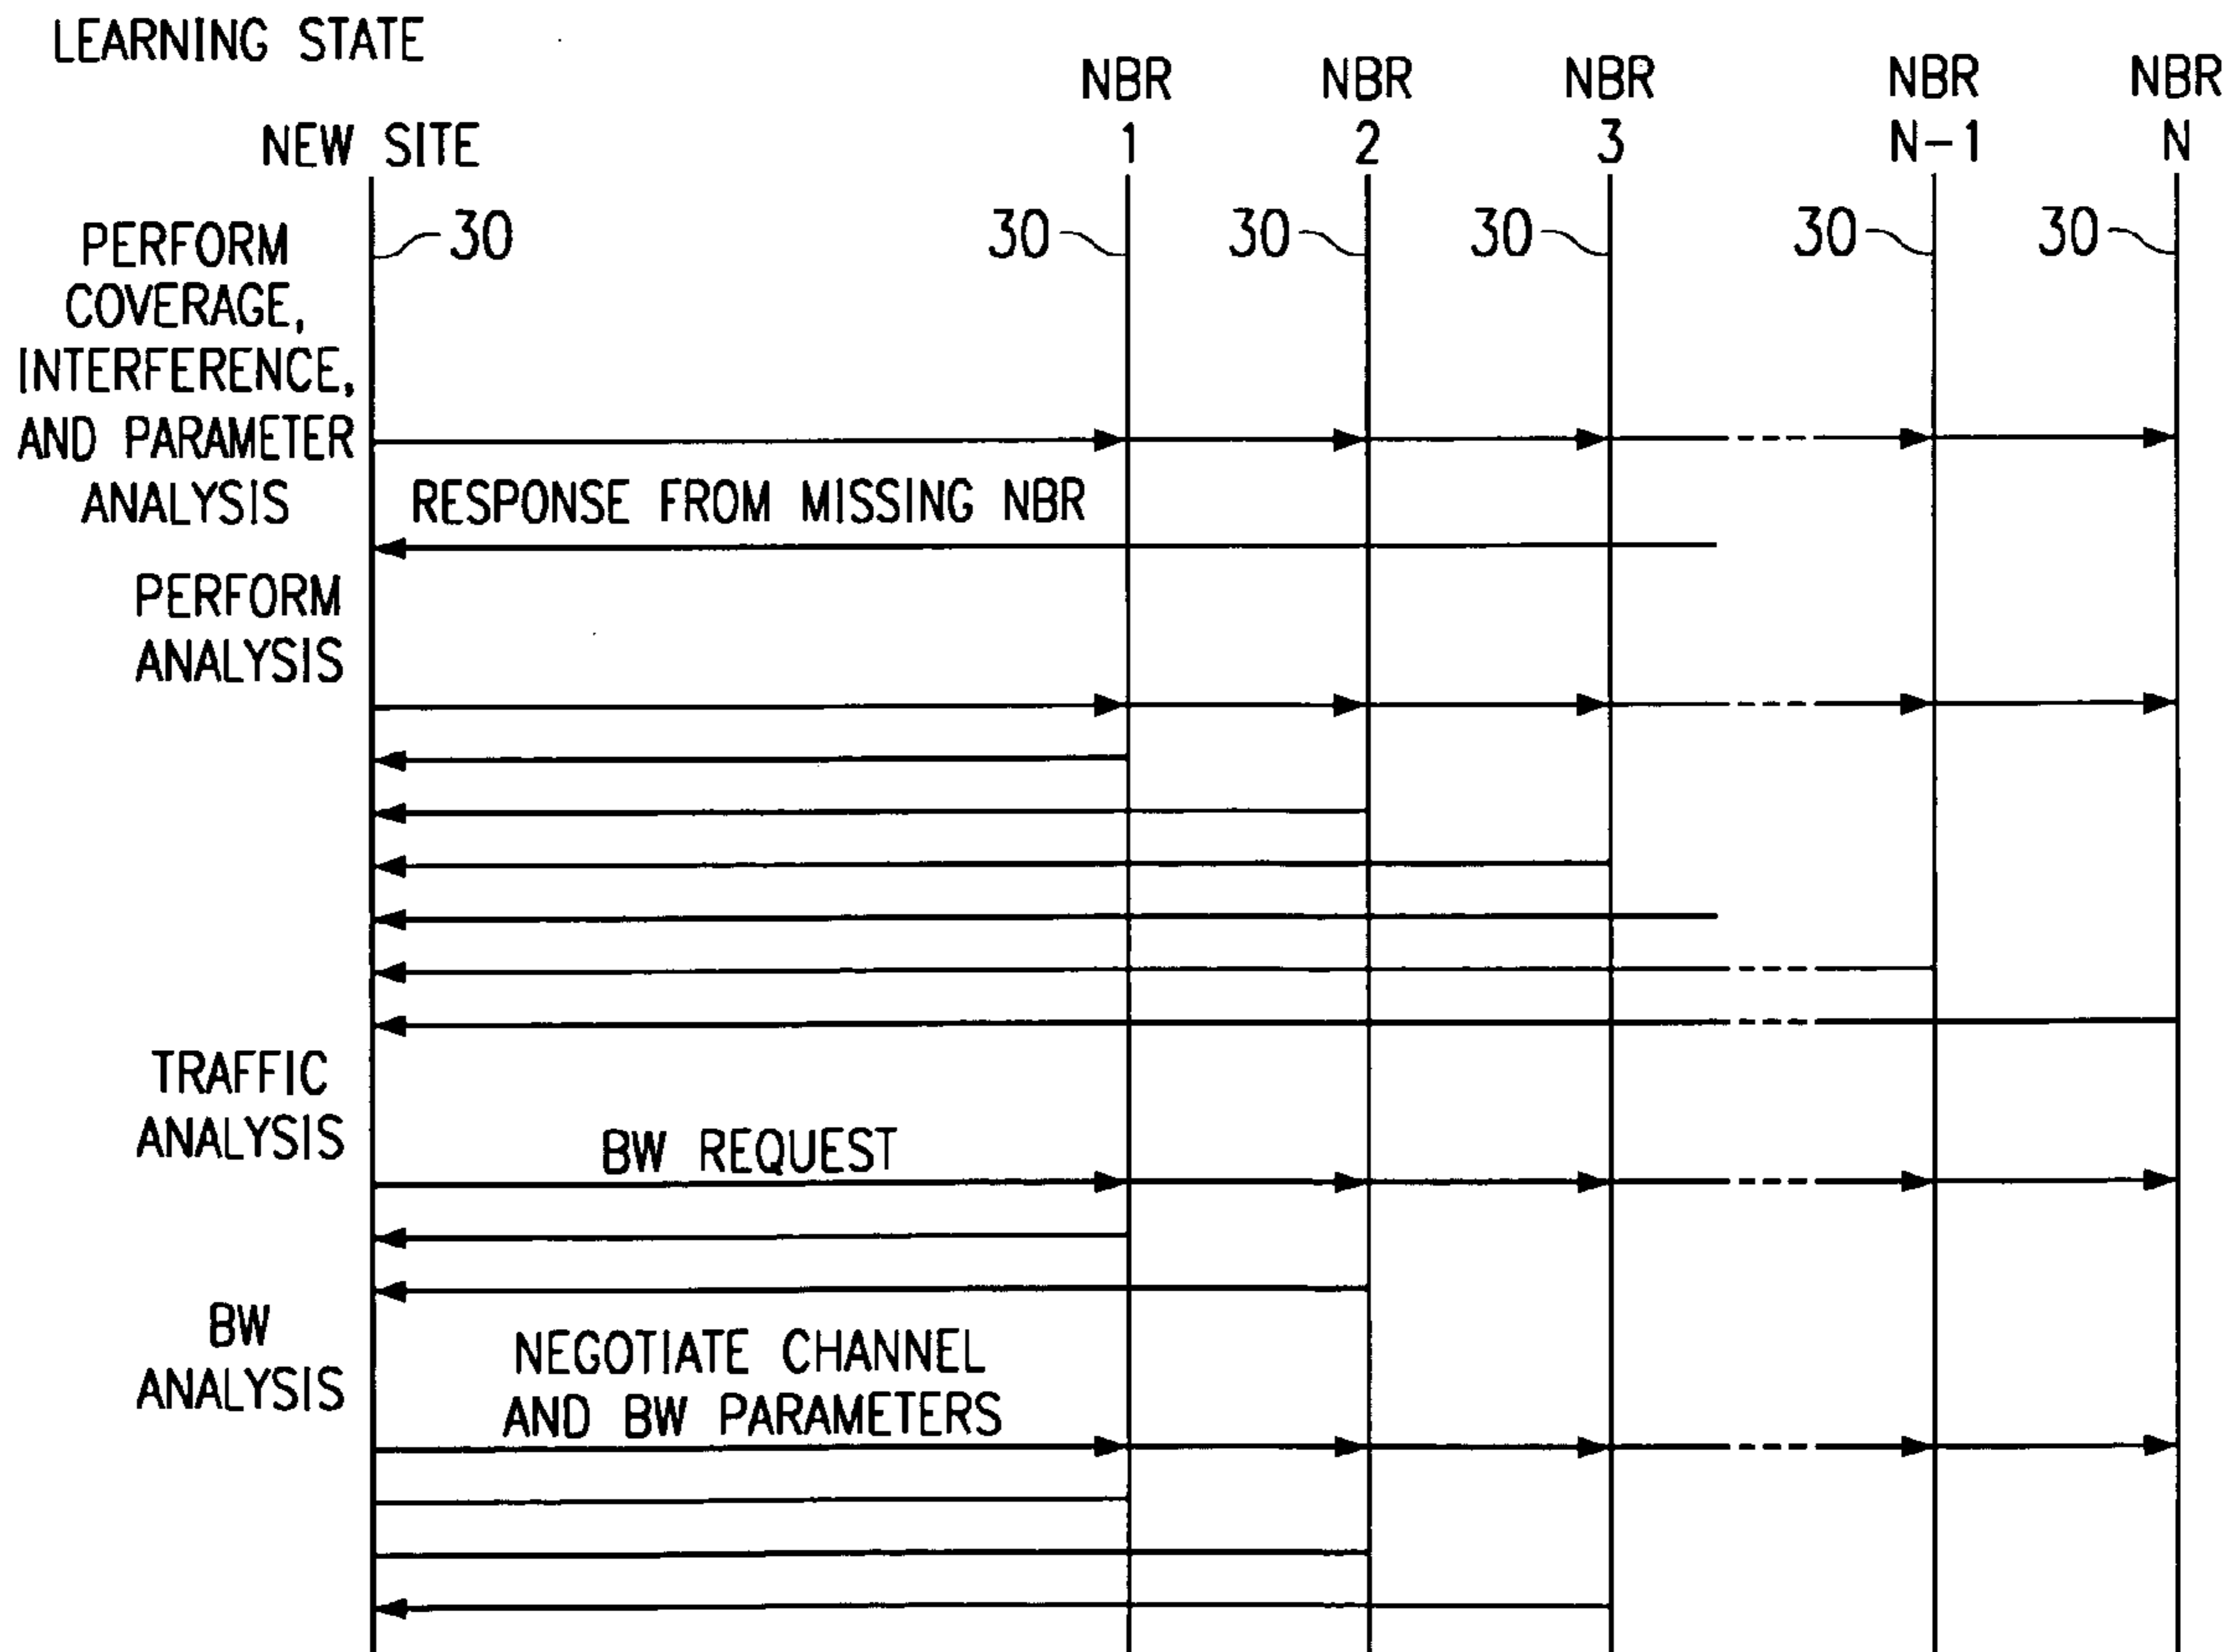 LEARNING STATE
NBR NBR NBR NBR NBR
NEW SITE 1 2 3 N-1 N
30 30 30 30 30 30
PERFORM
COVERAGE,
INTERFERENCE,
AND PARAMETER
ANALYSIS
RESPONSE FROM MISSING NBR
PERFORM
ANALYSIS
TRAFFIC
ANALYSIS
BW REQUEST
BW
ANALYSIS
NEGOTIATE CHANNEL
AND BW PARAMETERS